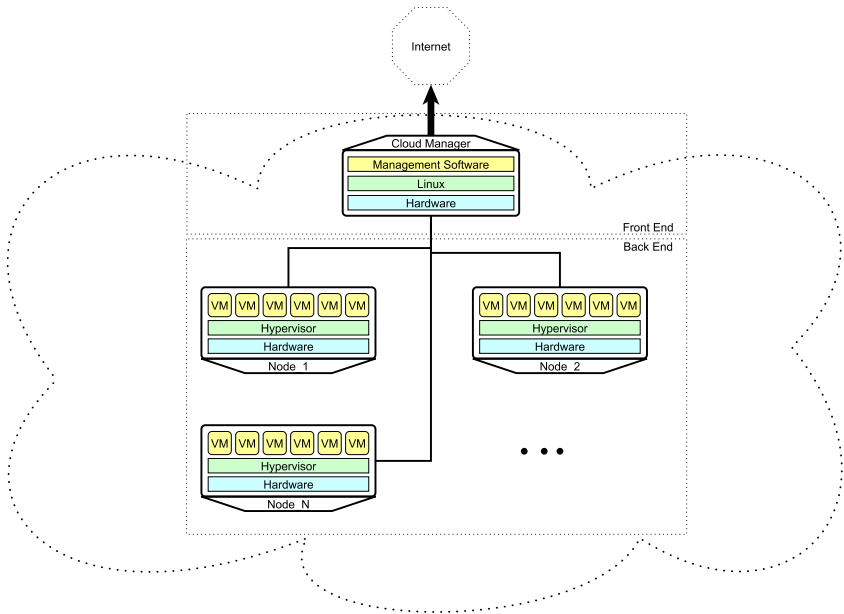 Internet
Cloud Manager
Management Software
Linux
Hardware
Front End
Back End
VM VM VM VM VM VM
Hypervisor
Hardware
Node 1
VM VM VM VM VM VM
Hypervisor
Hardware
Node 2
VM VM VM VM VM VM
Hypervisor
Hardware
Node N
• • •